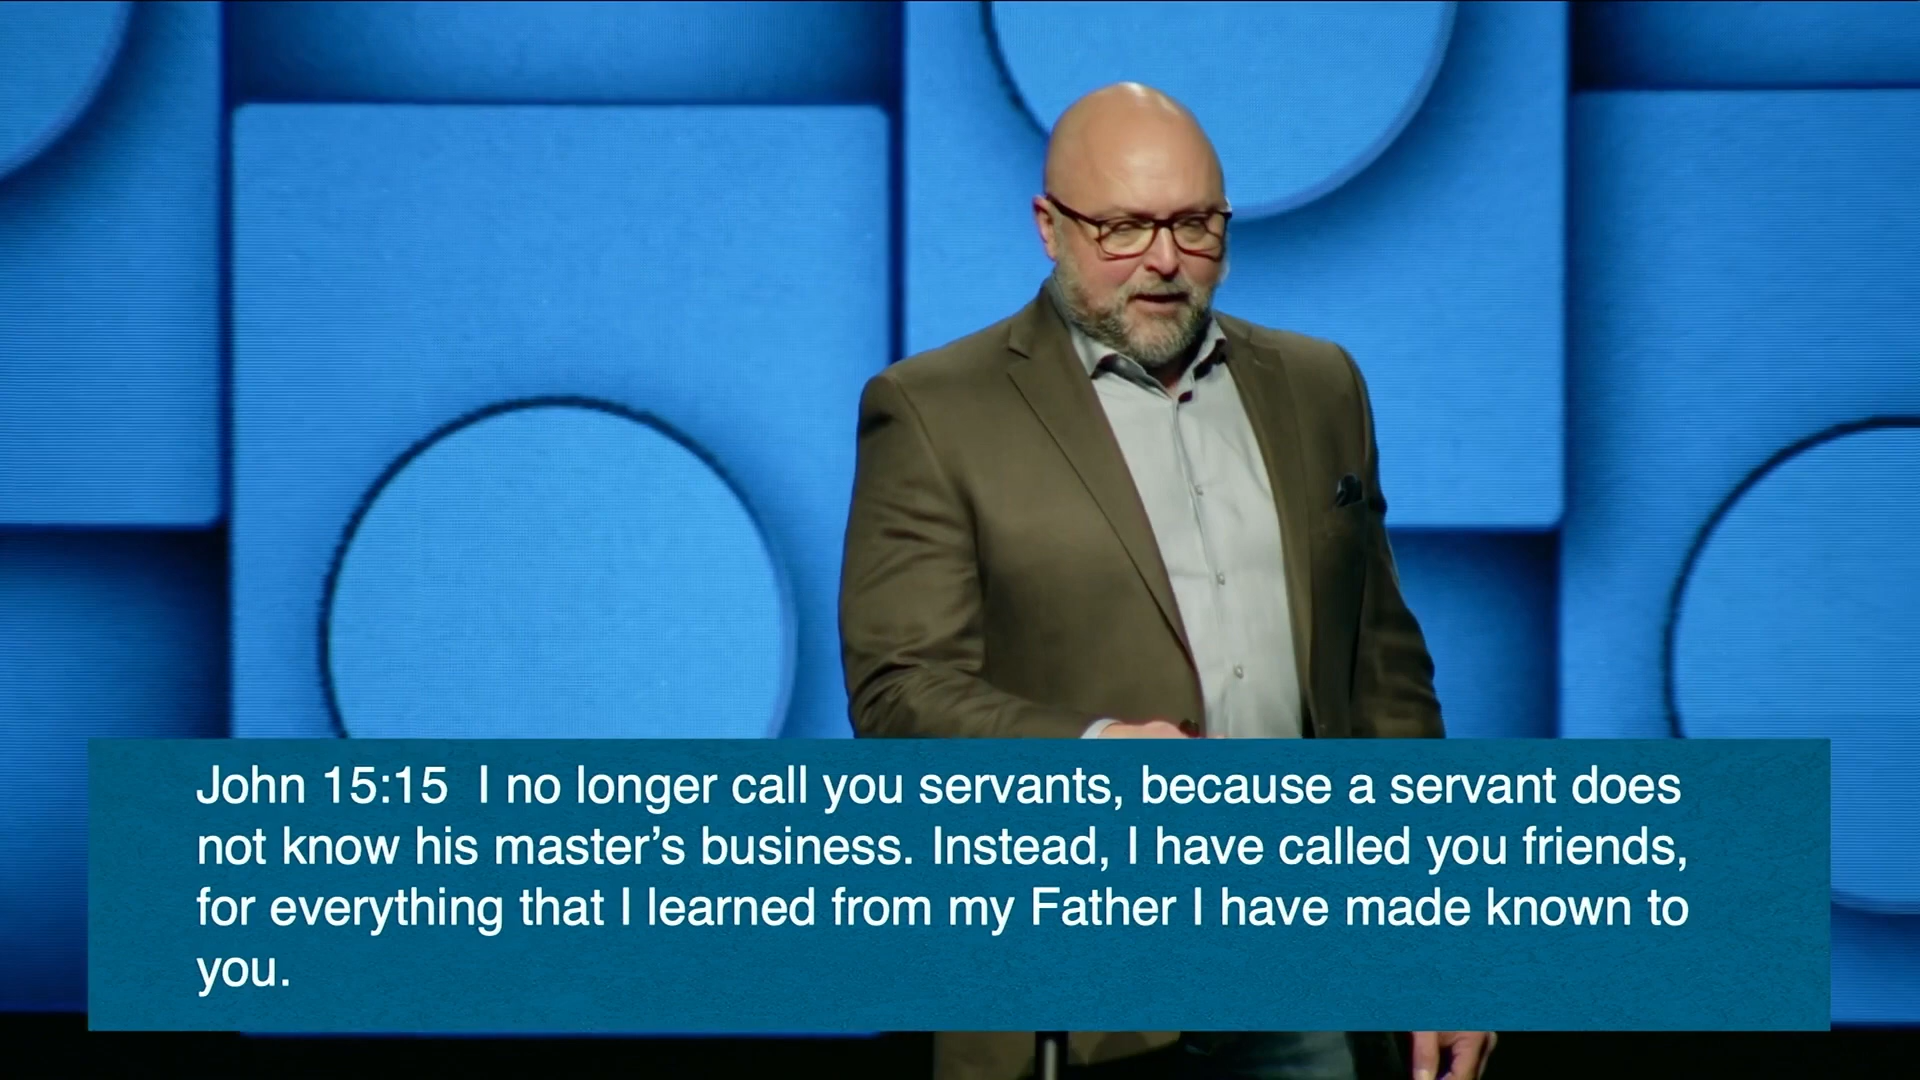 John 15:15  I no longer call you servants, because a servant does
not know his master’s business. Instead, I have called you friends,
for everything that I learned from my Father I have made known to
you.